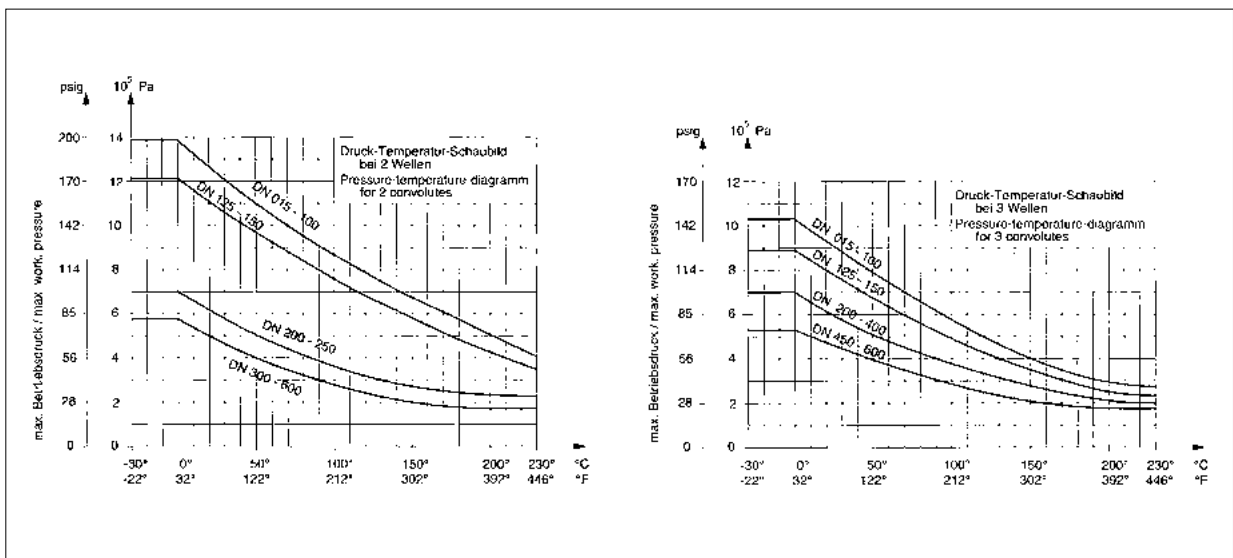 psig 10⁵ Pa
200 14
170 12
142 10
114 8
85 6
56 4
28 2
0 0
max. Betriebsdruck / max. work. pressure
Druck-Temperatur-Schaubild
bei 2 Wellen
Pressure-temperature diagramm
for 2 convolutes
DN 015 - 100
DN 125 - 150
DN 200 - 250
DN 300 - 600
-30° 0° 50° 100° 150° 200° 230° °C
-22° 32° 122° 212° 302° 392° 446° °F
psig 10⁵ Pa
170 12
142 10
114 8
85 6
56 4
28 2
0 0
max. Betriebsdruck / max. work. pressure
Druck-Temperatur-Schaubild
bei 3 Wellen
Pressure-temperature-diagramm
for 3 convolutes
DN 015 - 100
DN 125 - 150
DN 200 - 400
DN 450 - 600
-30° 0° 50° 100° 150° 200° 230° °C
-22° 32° 122° 212° 302° 392° 446° °F